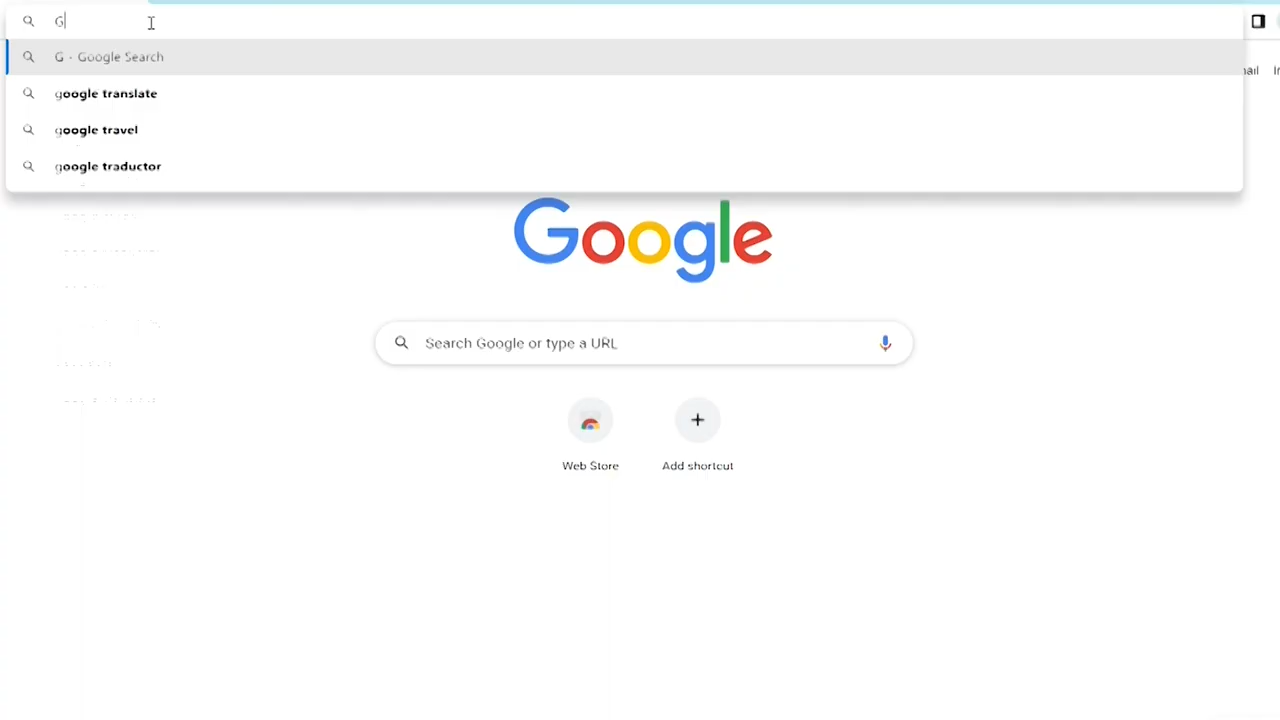 G
G - Google Search
google translate
google travel
google traductor
Google
Search Google or type a URL
Web Store
Add shortcut